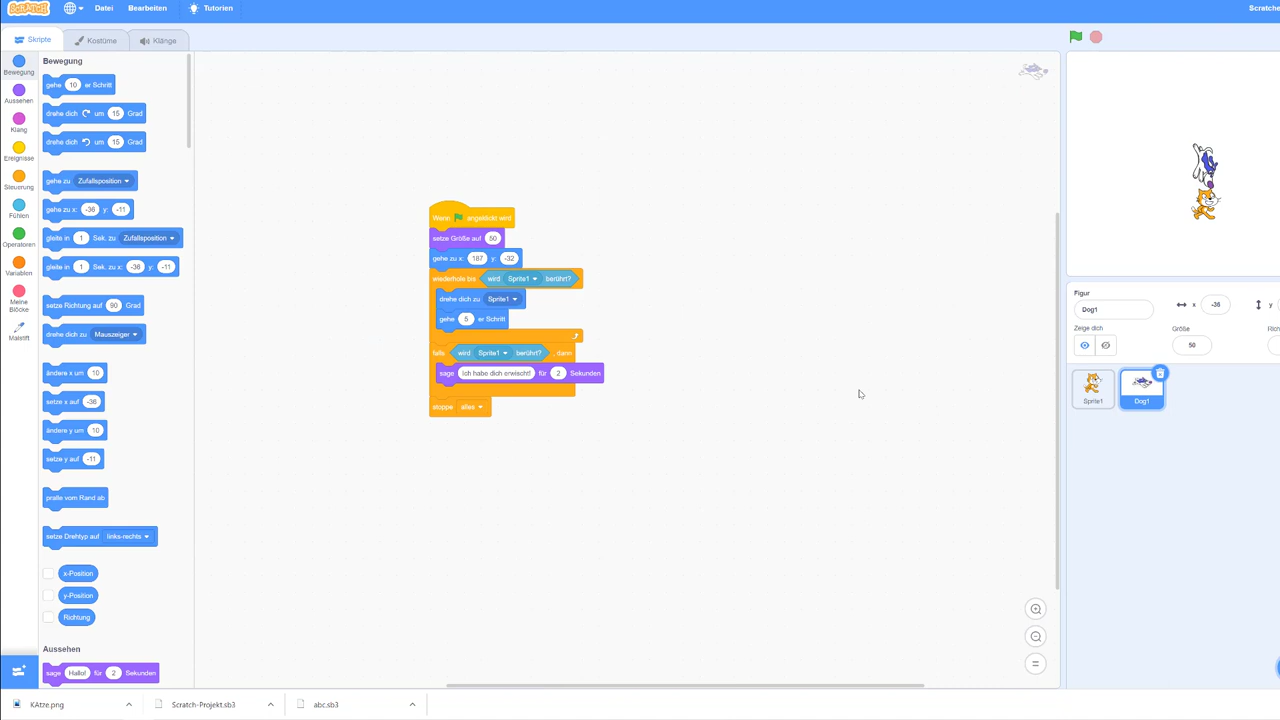 SCRATCH Datei Bearbeiten Tutorien Scratche
Skripte Kostüme Klänge
Bewegung
Aussehen
Klang
Ereignisse
Steuerung
Fühlen
Operatoren
Variablen
Meine
Blöcke
Malstift
Bewegung
gehe 10 er Schritt
drehe dich um 15 Grad
drehe dich um 15 Grad
gehe zu Zufallsposition
gehe zu x: -36 y: -11
gleite in 1 Sek. zu Zufallsposition
gleite in 1 Sek. zu x: -36 y: -11
setze Richtung auf 90 Grad
drehe dich zu Mauszeiger
ändere x um 10
setze x auf -36
ändere y um 10
setze y auf -11
pralle vom Rand ab
setze Drehtyp auf links-rechts
x-Position
y-Position
Richtung
Aussehen
sage Hallo! für 2 Sekunden
Wenn angeklickt wird
setze Größe auf 50
gehe zu x: 187 y: -32
wiederhole bis wird Sprite1 berührt?
drehe dich zu Sprite1
gehe 5 er Schritt
falls wird Sprite1 berührt? , dann
sage Ich habe dich erwischt! für 2 Sekunden
stoppe alles
Figur
Dog1 x -36 y
Zeige dich Größe Ric
50
Sprite1 Dog1
KAtze.png Scratch-Projekt.sb3 abc.sb3